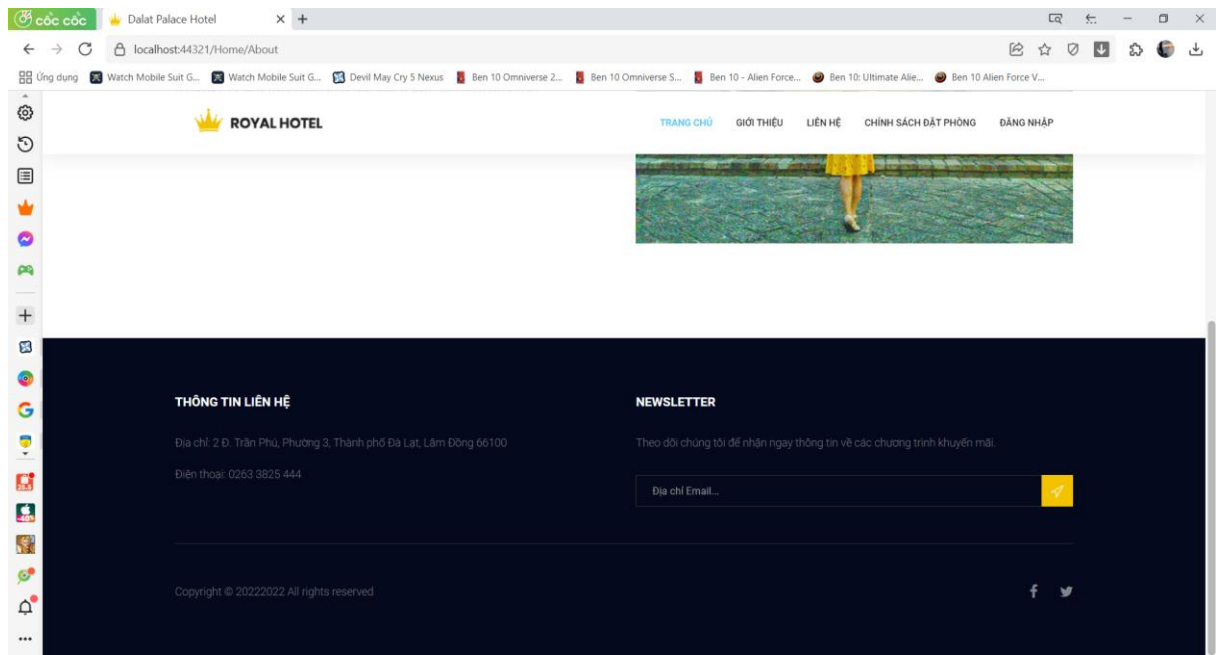 cốc cốc
Dalat Palace Hotel
localhost:44321/Home/About
Ứng dụng
Watch Mobile Suit G...
Watch Mobile Suit G...
Devil May Cry 5 Nexus
Ben 10 Omniverse 2...
Ben 10 Omniverse S...
Ben 10 - Alien Force...
Ben 10: Ultimate Alie...
Ben 10 Alien Force V...
ROYAL HOTEL
TRANG CHỦ GIỚI THIỆU LIÊN HỆ CHÍNH SÁCH ĐẶT PHÒNG ĐĂNG NHẬP
THÔNG TIN LIÊN HỆ
Địa chỉ: 2 Đ. Trần Phú, Phường 3, Thành phố Đà Lạt, Lâm Đồng 66100
Điện thoại: 0263 3825 444
NEWSLETTER
Theo dõi chúng tôi để nhận ngay thông tin về các chương trình khuyến mãi.
Địa chỉ Email...
Copyright © 20222022 All rights reserved